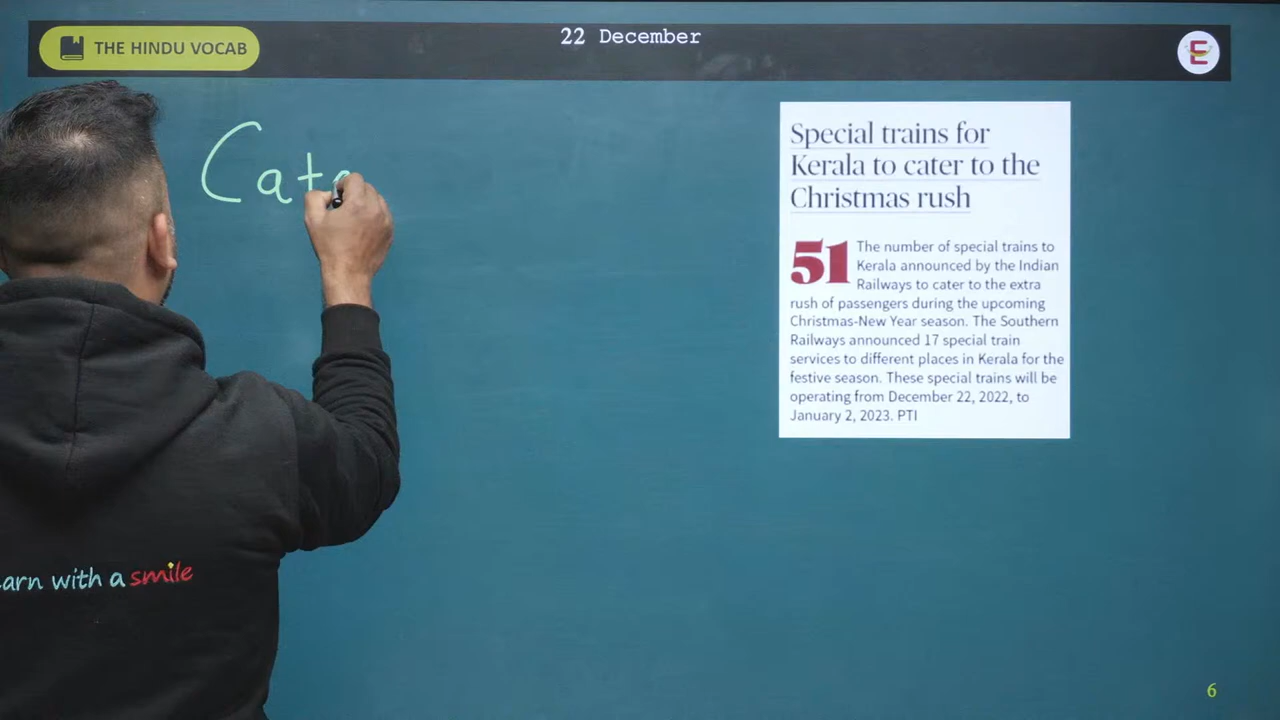 THE HINDU VOCAB
22 December
Cate
Special trains for
Kerala to cater to the
Christmas rush
51
The number of special trains to
Kerala announced by the Indian
Railways to cater to the extra
rush of passengers during the upcoming
Christmas-New Year season. The Southern
Railways announced 17 special train
services to different places in Kerala for the
festive season. These special trains will be
operating from December 22, 2022, to
January 2, 2023. PTI
arn with a smile
6